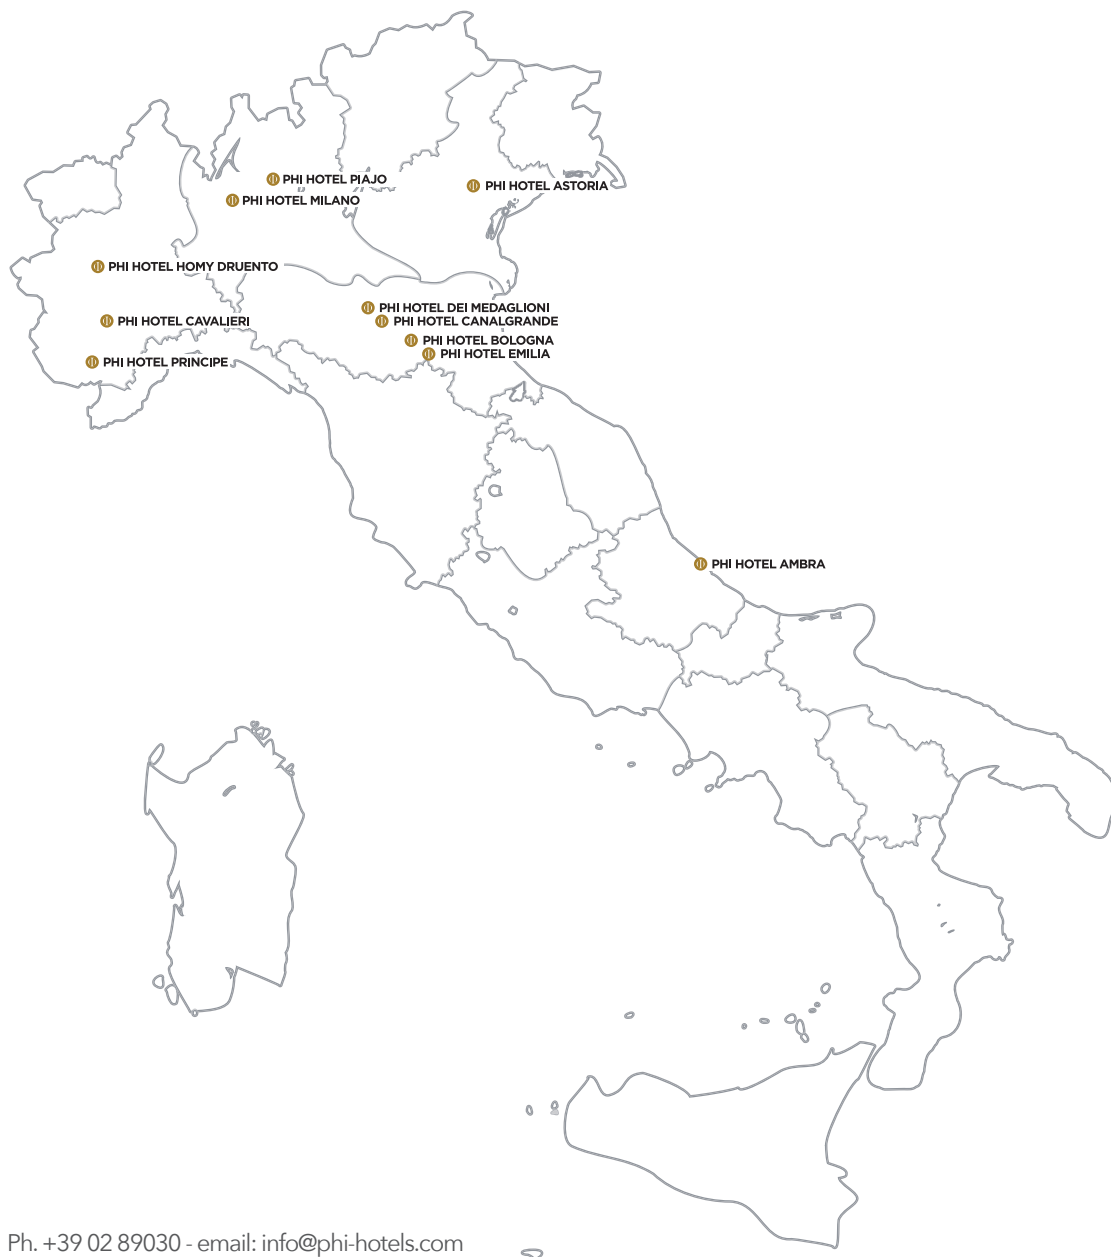 PHI HOTEL PIAJO
PHI HOTEL ASTORIA
PHI HOTEL MILANO
PHI HOTEL HOMY DRUENTO
PHI HOTEL DEI MEDAGLIONI
PHI HOTEL CAVALIERI
PHI HOTEL CANALGRANDE
PHI HOTEL BOLOGNA
PHI HOTEL EMILIA
PHI HOTEL PRINCIPE
PHI HOTEL AMBRA
Ph. +39 02 89030 - email: info@phi-hotels.com